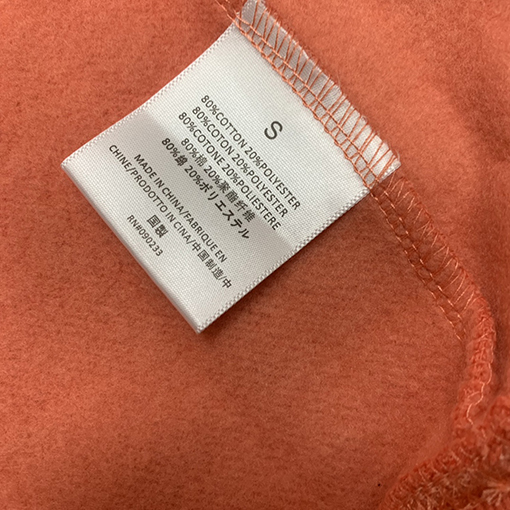 S
80%COTTON 20%POLYESTER
80%COTON 20%POLYESTER
80%COTONE 20%POLIESTERE
80%棉 20%聚酯纤维
80%綿 20%ポリエステル
MADE IN CHINA/FABRIQUE EN
CHINE/PRODOTTO IN CINA/中国制造/中
国製
RN#090233